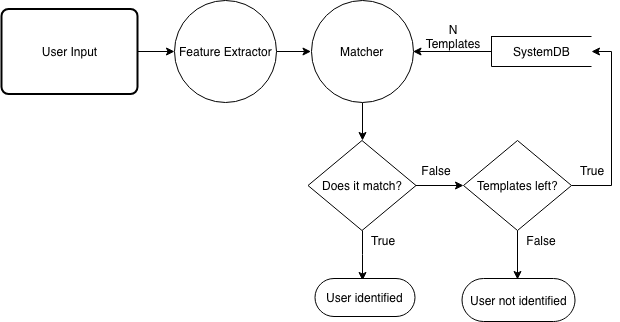 User Input
Feature Extractor
Matcher
N
Templates
SystemDB
Does it match?
False
Templates left?
True
True
False
User identified
User not identified